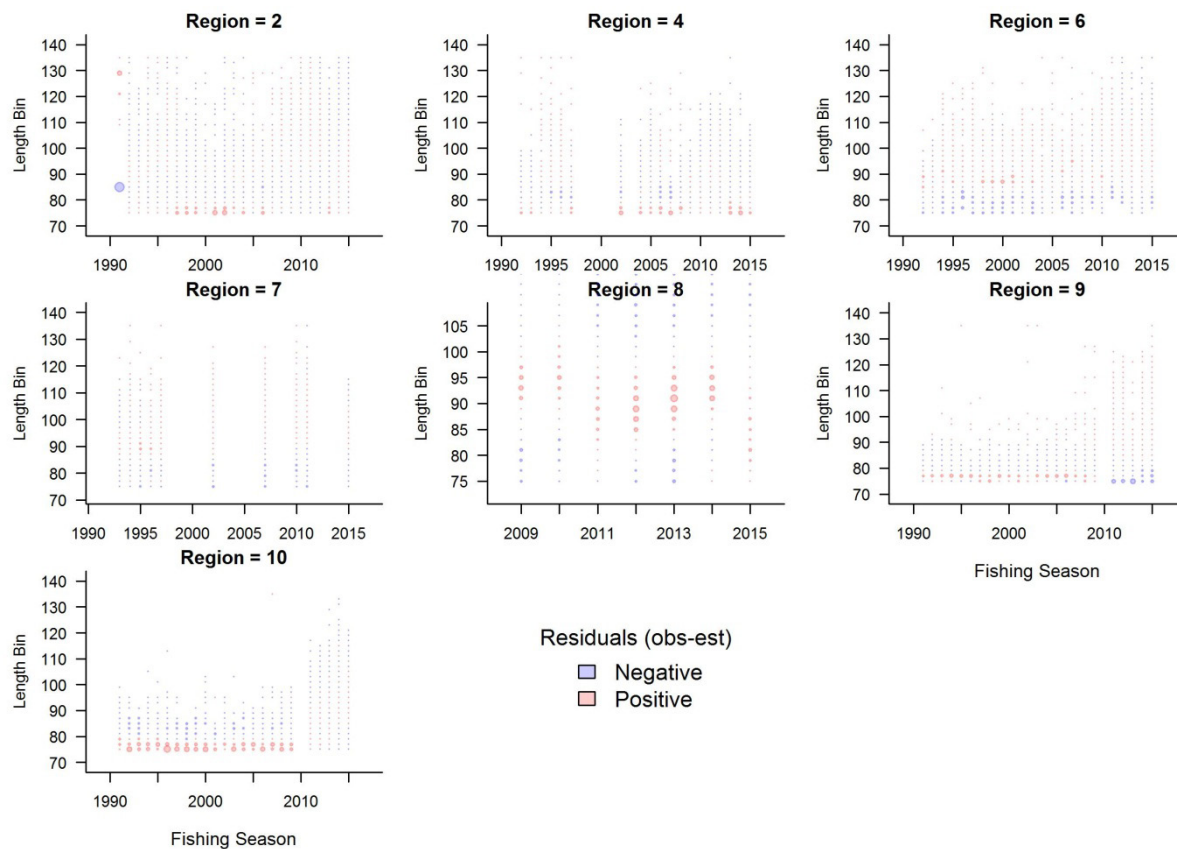 Region = 2
Length Bin
140
130
120
110
100
90
80
70
1990 2000 2010
Region = 4
Length Bin
140
130
120
110
100
90
80
70
1990 1995 2000 2005 2010 2015
Region = 6
Length Bin
140
130
120
110
100
90
80
70
1990 1995 2000 2005 2010 2015
Region = 7
Length Bin
140
130
120
110
100
90
80
70
1990 1995 2000 2005 2010 2015
Region = 8
Length Bin
105
100
95
90
85
80
75
2009 2011 2013 2015
Region = 9
Length Bin
140
130
120
110
100
90
80
70
1990 2000 2010
Fishing Season
Region = 10
Length Bin
140
130
120
110
100
90
80
70
1990 2000 2010
Fishing Season
Residuals (obs-est)
Negative
Positive